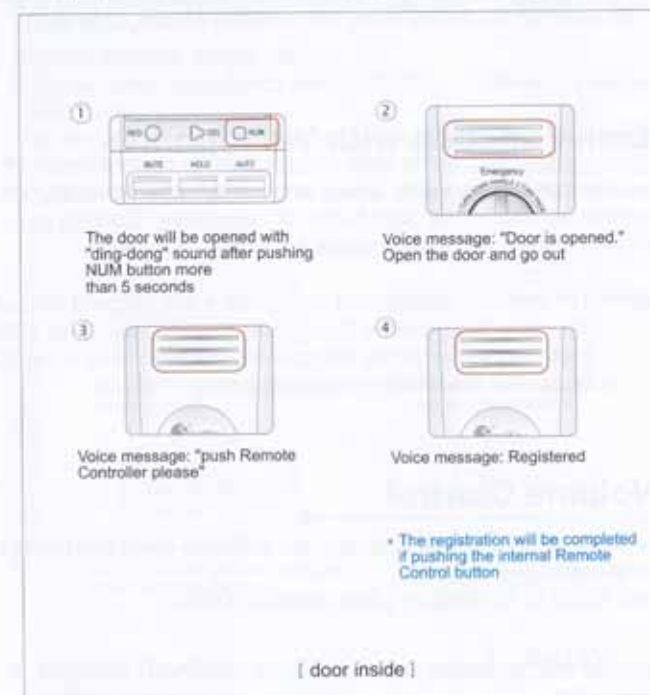 ①
REG
NUM
MUTE HOLD AUTO
The door will be opened with
"ding-dong" sound after pushing
NUM button more
than 5 seconds
②
Emergency
Voice message: "Door is opened."
Open the door and go out
③
Voice message: "push Remote
Controller please"
④
Voice message: Registered
• The registration will be completed
if pushing the internal Remote
Control button
[ door inside ]
Volume Control